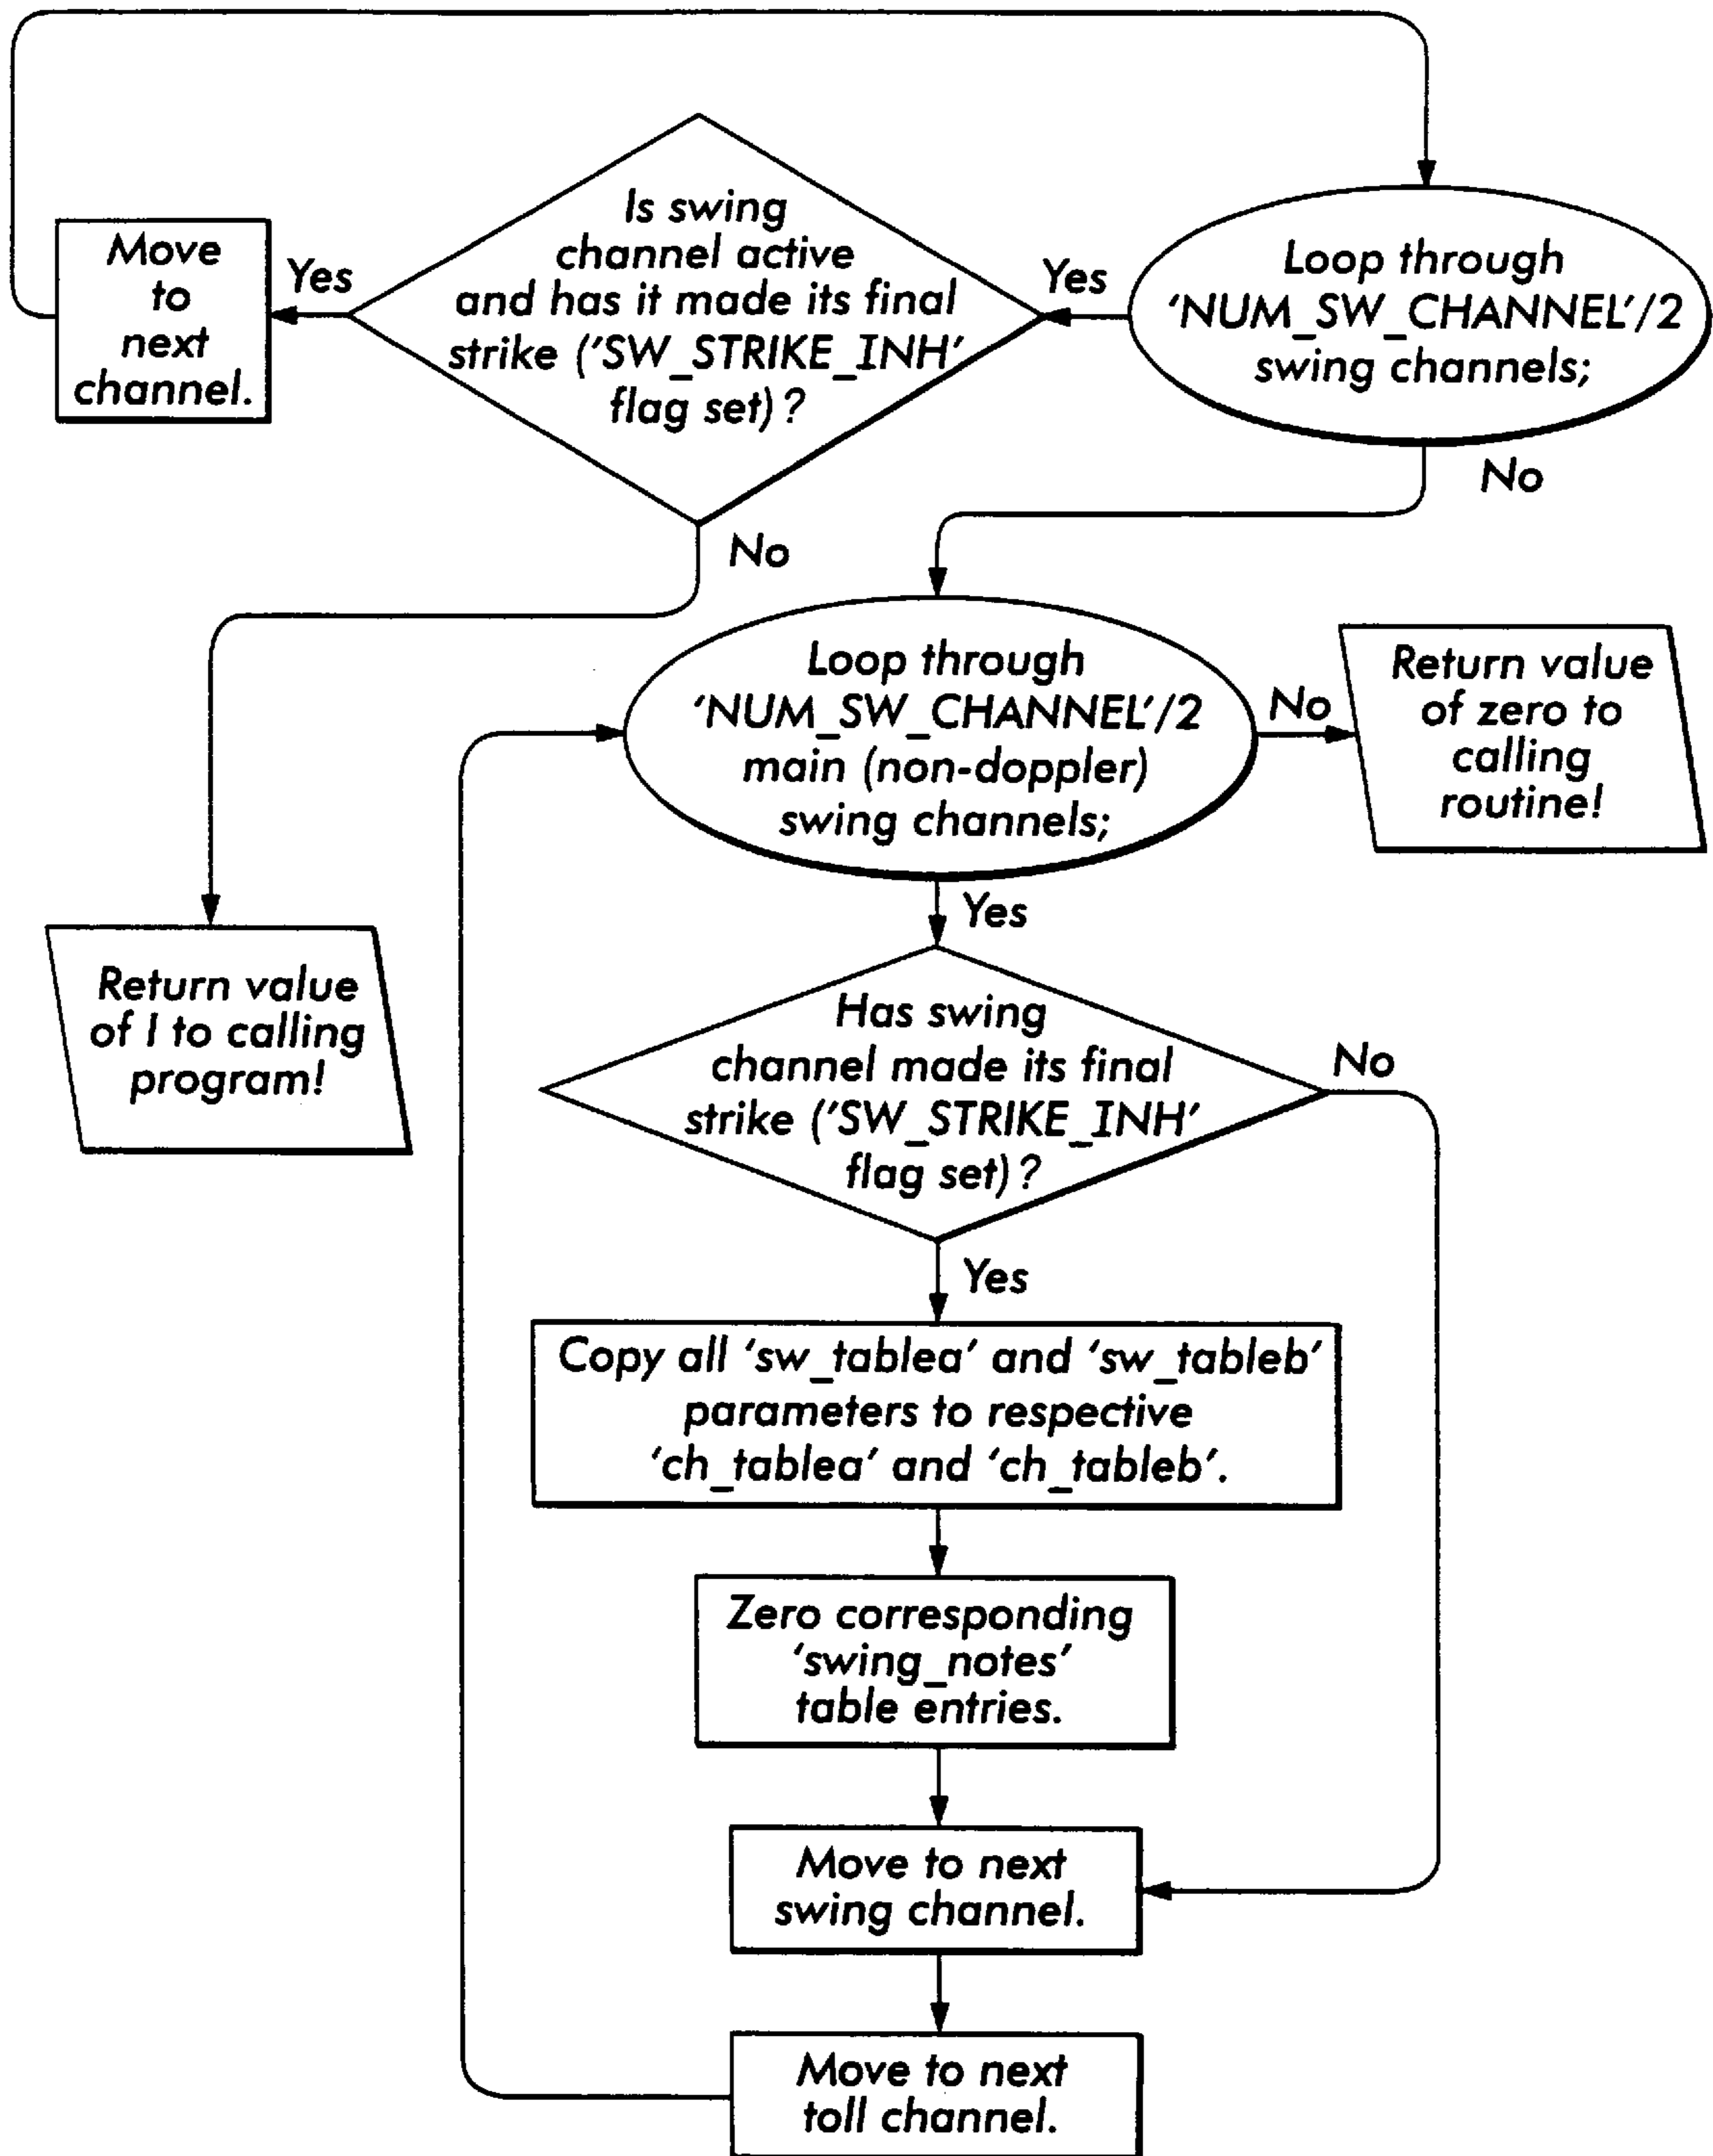 Move
to
next
channel.
Yes
Is swing
channel active
and has it made its final
strike ('SW_STRIKE_INH'
flag set)?
Yes
Loop through
'NUM_SW_CHANNEL'/2
swing channels;
No
No
Loop through
'NUM_SW_CHANNEL'/2
main (non-doppler)
swing channels;
No
Return value
of zero to
calling
routine!
Yes
Return value
of 1 to calling
program!
Has swing
channel made its final
strike ('SW_STRIKE_INH'
flag set)?
No
Yes
Copy all 'sw_tablea' and 'sw_tableb'
parameters to respective
'ch_tablea' and 'ch_tableb'.
Zero corresponding
'swing_notes'
table entries.
Move to next
swing channel.
Move to next
toll channel.